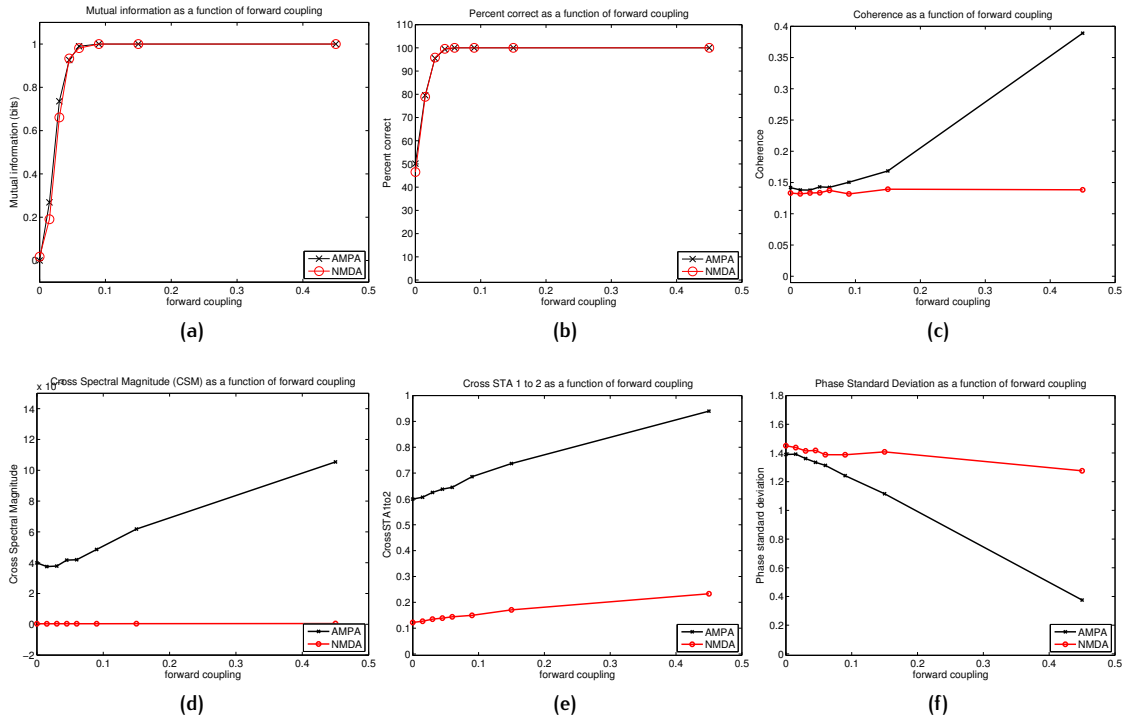 Mutual information as a function of forward coupling
Mutual information (bits)
1
0.8
0.6
0.4
0.2
0
0 0.1 0.2 0.3 0.4 0.5
forward coupling
AMPA
NMDA
(a)
Percent correct as a function of forward coupling
Percent correct
110
100
90
80
70
60
50
40
30
20
10
0
0 0.1 0.2 0.3 0.4 0.5
forward coupling
AMPA
NMDA
(b)
Coherence as a function of forward coupling
Coherence
0.4
0.35
0.3
0.25
0.2
0.15
0.1
0.05
0
0 0.1 0.2 0.3 0.4 0.5
forward coupling
AMPA
NMDA
(c)
Cross Spectral Magnitude (CSM) as a function of forward coupling
x 10
Cross Spectral Magnitude
14
12
10
8
6
4
2
0
−2
0 0.1 0.2 0.3 0.4 0.5
forward coupling
AMPA
NMDA
(d)
Cross STA 1 to 2 as a function of forward coupling
CrossSTA1to2
1
0.9
0.8
0.7
0.6
0.5
0.4
0.3
0.2
0.1
0
0 0.1 0.2 0.3 0.4 0.5
forward coupling
AMPA
NMDA
(e)
Phase Standard Deviation as a function of forward coupling
Phase standard deviation
1.8
1.6
1.4
1.2
1
0.8
0.6
0.4
0.2
0
0 0.1 0.2 0.3 0.4 0.5
forward coupling
AMPA
NMDA
(f)